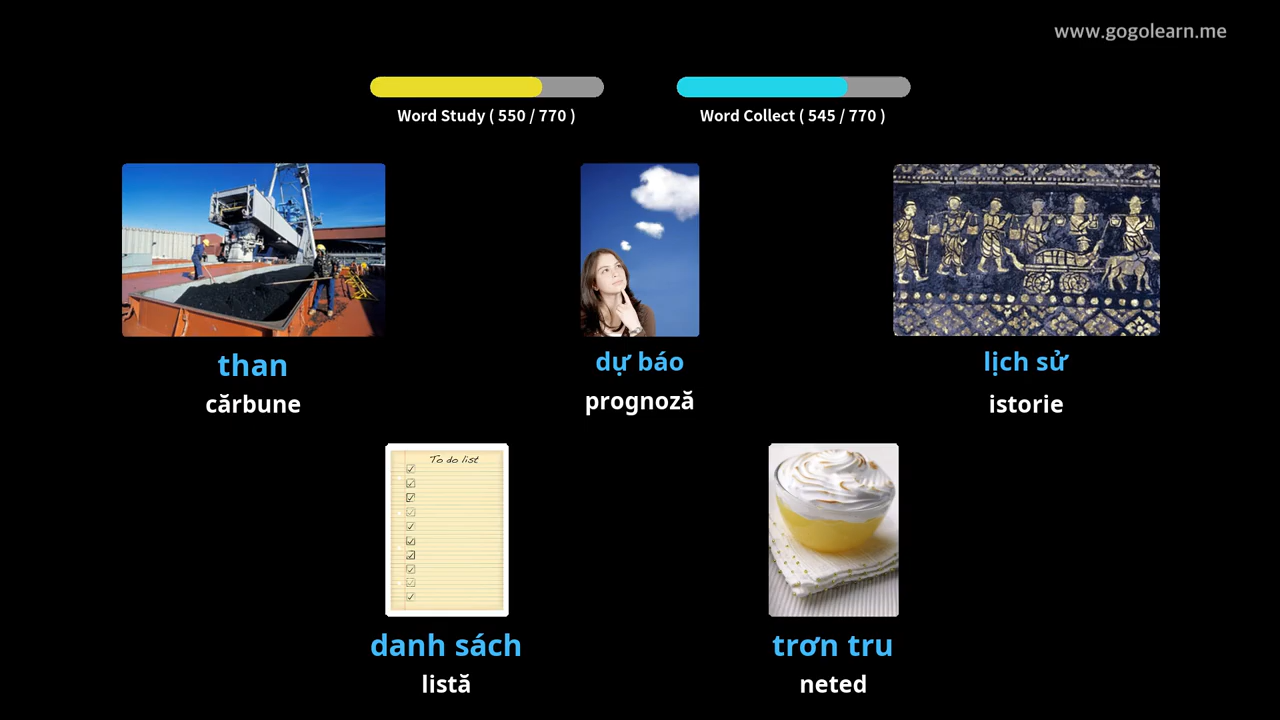 www.gogolearn.me
Word Study ( 550 / 770 )
Word Collect ( 545 / 770 )
than
cărbune
dự báo
prognoză
lịch sử
istorie
To do list
danh sách
listă
trơn tru
neted